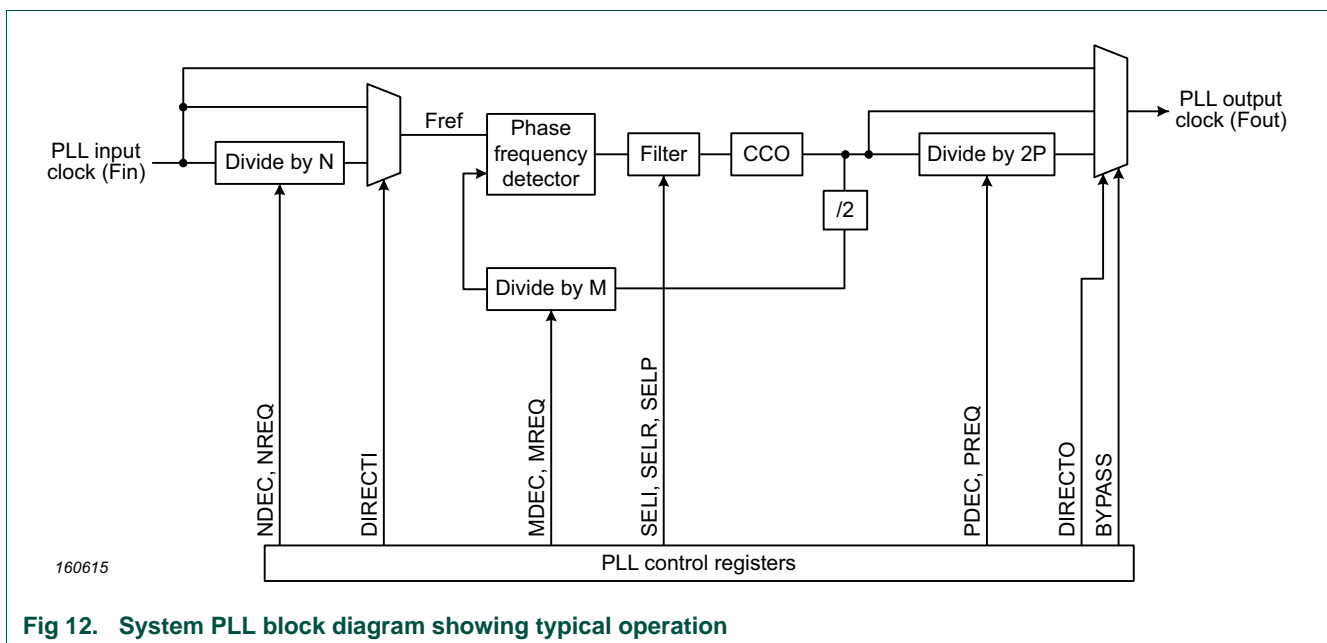 PLL input
clock (Fin)
Divide by N
Fref
Phase
frequency
detector
Filter
CCO
Divide by 2P
PLL output
clock (Fout)
/2
Divide by M
NDEC, NREQ
DIRECTI
MDEC, MREQ
SELI, SELR, SELP
PDEC, PREQ
DIRECTO
BYPASS
PLL control registers
160615
Fig 12. System PLL block diagram showing typical operation